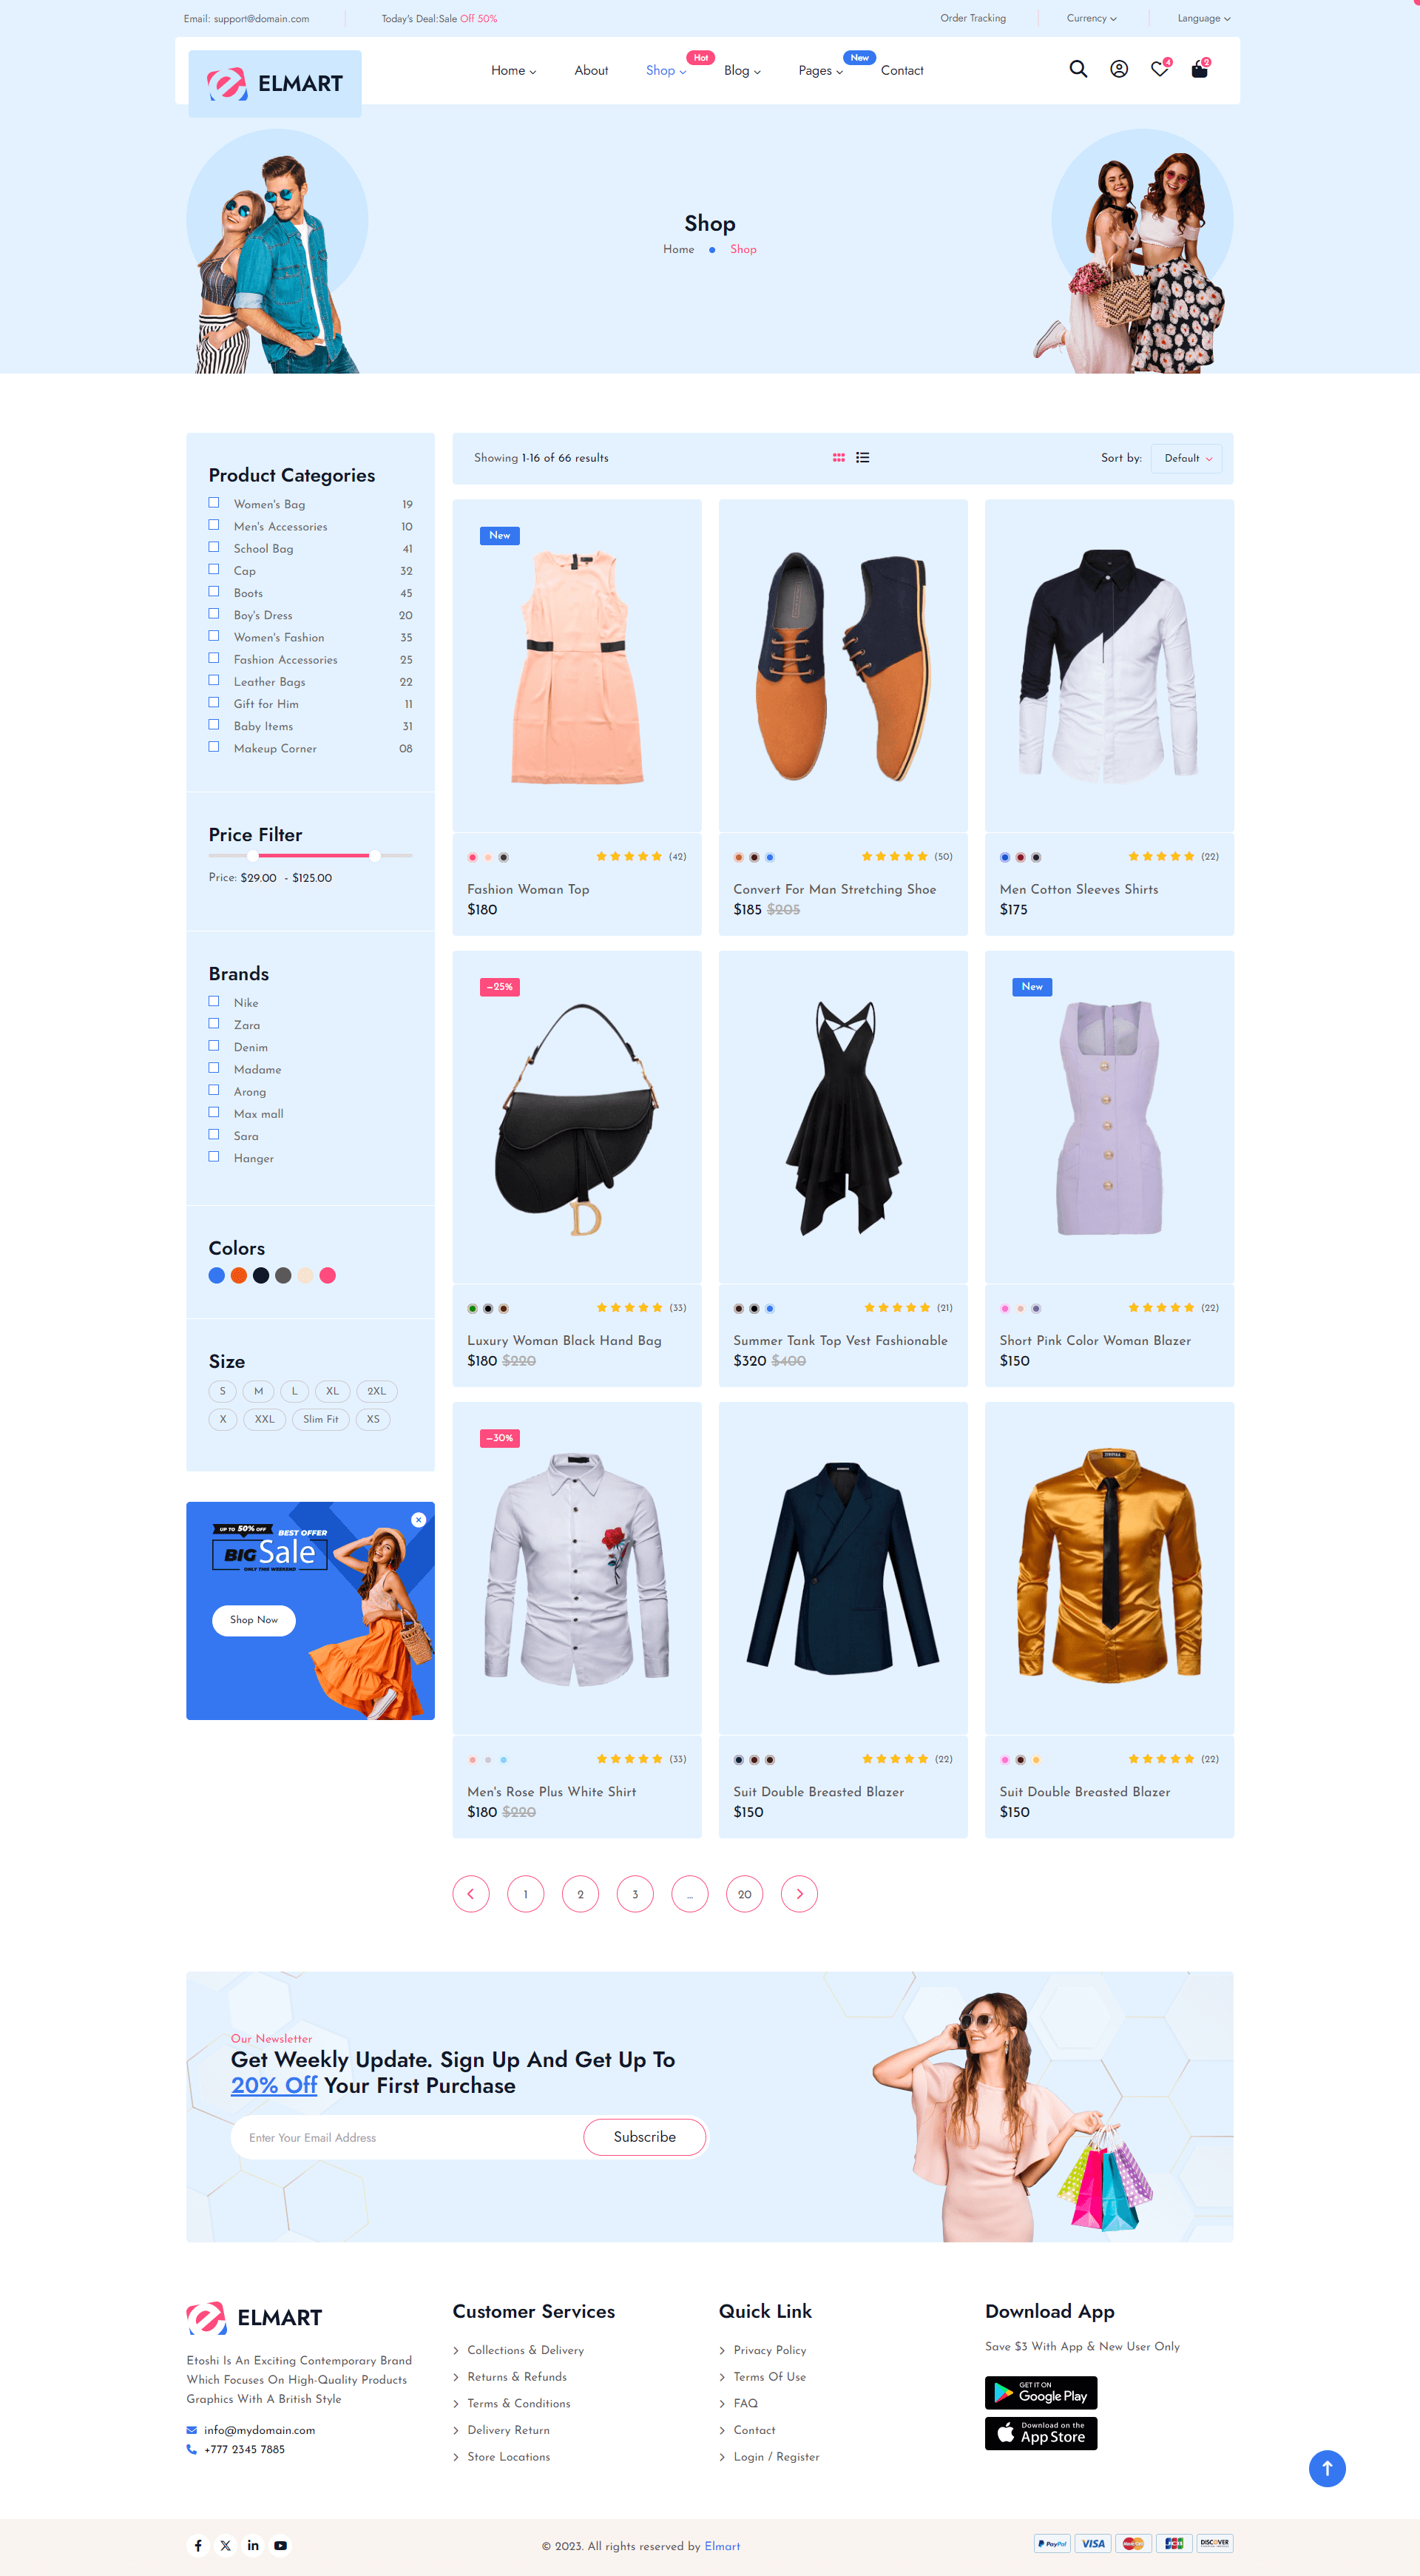 Email: support@domain.com
Today's Deal:Sale Off 50%
Order Tracking
Currency
Language
ELMART
Home
About
Shop
Hot
Blog
Pages
New
Contact
4
2
Shop
Home
Shop
Product Categories
Women's Bag 19
Men's Accessories 10
School Bag 41
Cap 32
Boots 45
Boy's Dress 20
Women's Fashion 35
Fashion Accessories 25
Leather Bags 22
Gift for Him 11
Baby Items 31
Makeup Corner 08
Price Filter
Price: $29.00 - $125.00
Brands
Nike
Zara
Denim
Madame
Arong
Max mall
Sara
Hanger
Colors
Size
S M L XL 2XL
X XXL Slim Fit XS
UP TO 50% OFF
BEST OFFER
BIG Sale
ONLY THIS WEEKEND
Shop Now
Showing 1-16 of 66 results
Sort by: Default
New
(42)
Fashion Woman Top
$180
(50)
Convert For Man Stretching Shoe
$185 $205
(22)
Men Cotton Sleeves Shirts
$175
–25%
D
(33)
Luxury Woman Black Hand Bag
$180 $220
(21)
Summer Tank Top Vest Fashionable
$320 $400
New
(22)
Short Pink Color Woman Blazer
$150
–30%
(33)
Men's Rose Plus White Shirt
$180 $220
(22)
Suit Double Breasted Blazer
$150
(22)
Suit Double Breasted Blazer
$150
1 2 3 ... 20
Our Newsletter
Get Weekly Update. Sign Up And Get Up To
20% Off Your First Purchase
Enter Your Email Address
Subscribe
ELMART
Etoshi Is An Exciting Contemporary Brand
Which Focuses On High-Quality Products
Graphics With A British Style
info@mydomain.com
+777 2345 7885
Customer Services
Collections & Delivery
Returns & Refunds
Terms & Conditions
Delivery Return
Store Locations
Quick Link
Privacy Policy
Terms Of Use
FAQ
Contact
Login / Register
Download App
Save $3 With App & New User Only
GET IT ON
Google Play
Download on the
App Store
© 2023. All rights reserved by Elmart
PayPal
VISA
MaestroCard
JCB
DISCOVER